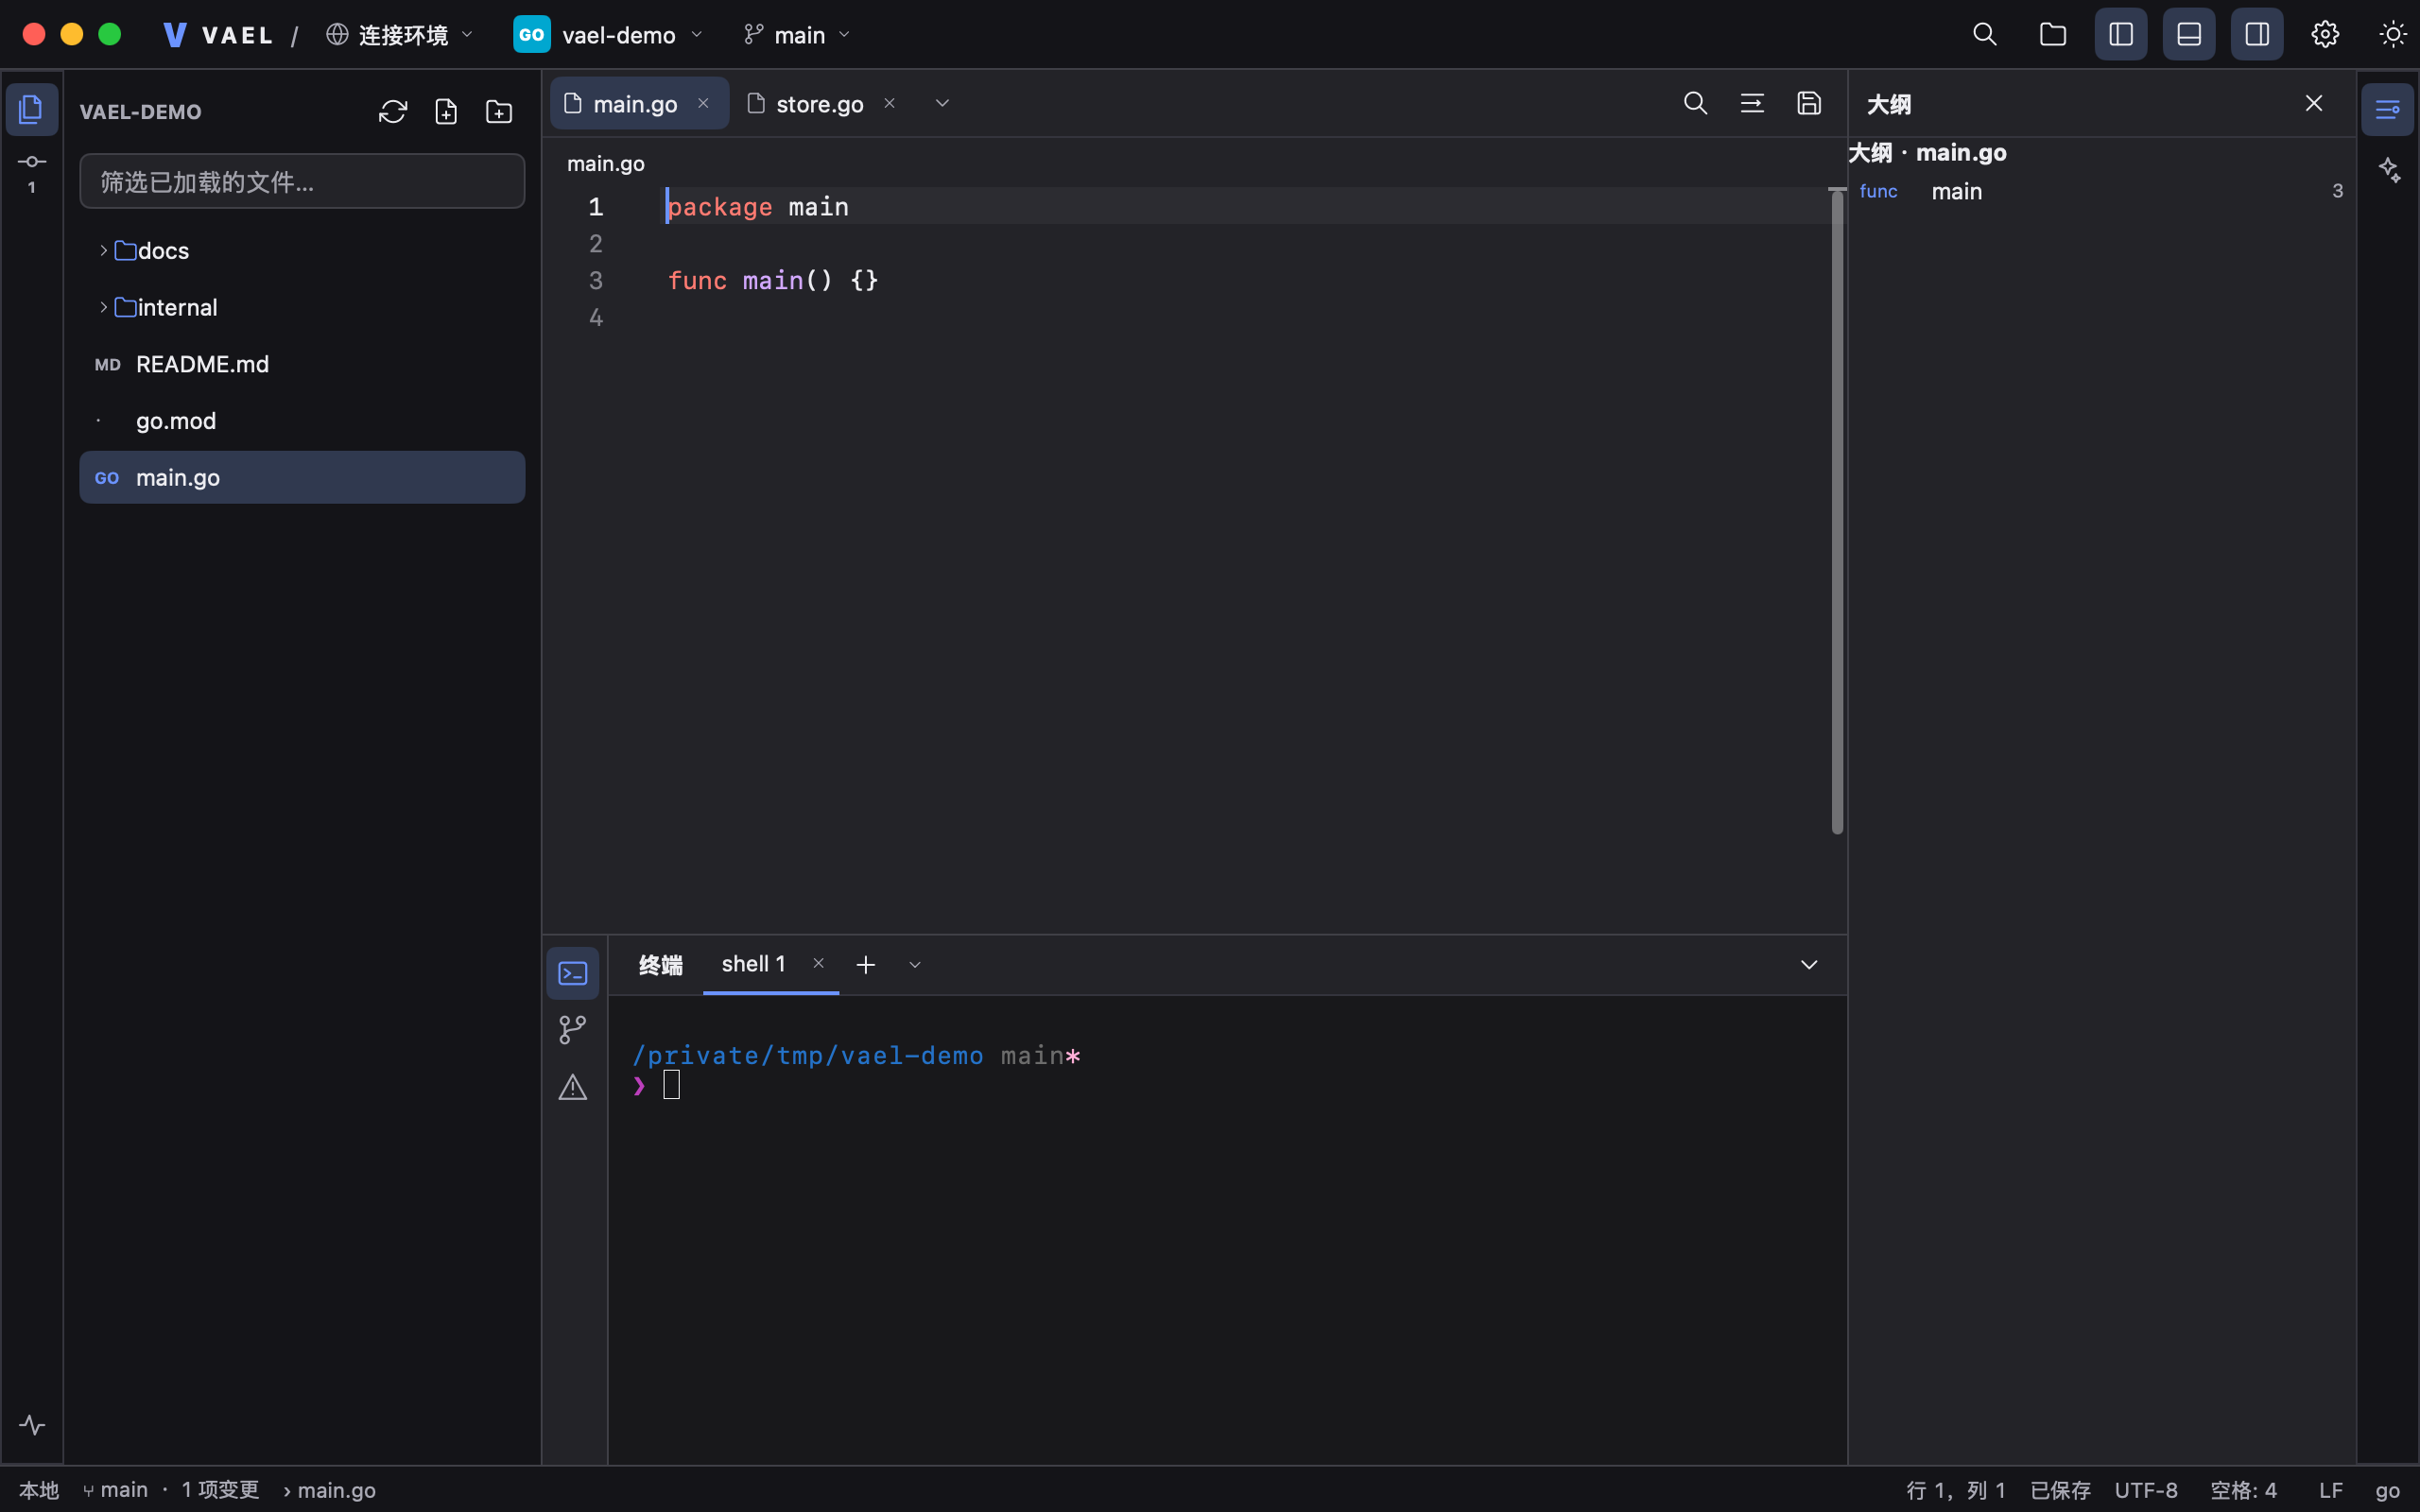 V VAEL / 连接环境 GO vael-demo main
VAEL-DEMO
1
筛选已加载的文件...
docs
internal
MD README.md
· go.mod
GO main.go
main.go store.go
main.go
1 package main
2
3 func main() {}
4
大纲
大纲 · main.go
func main 3
终端 shell 1
/private/tmp/vael-demo main*
❯
本地 main · 1 项变更 › main.go
行 1，列 1 已保存 UTF-8 空格: 4 LF go